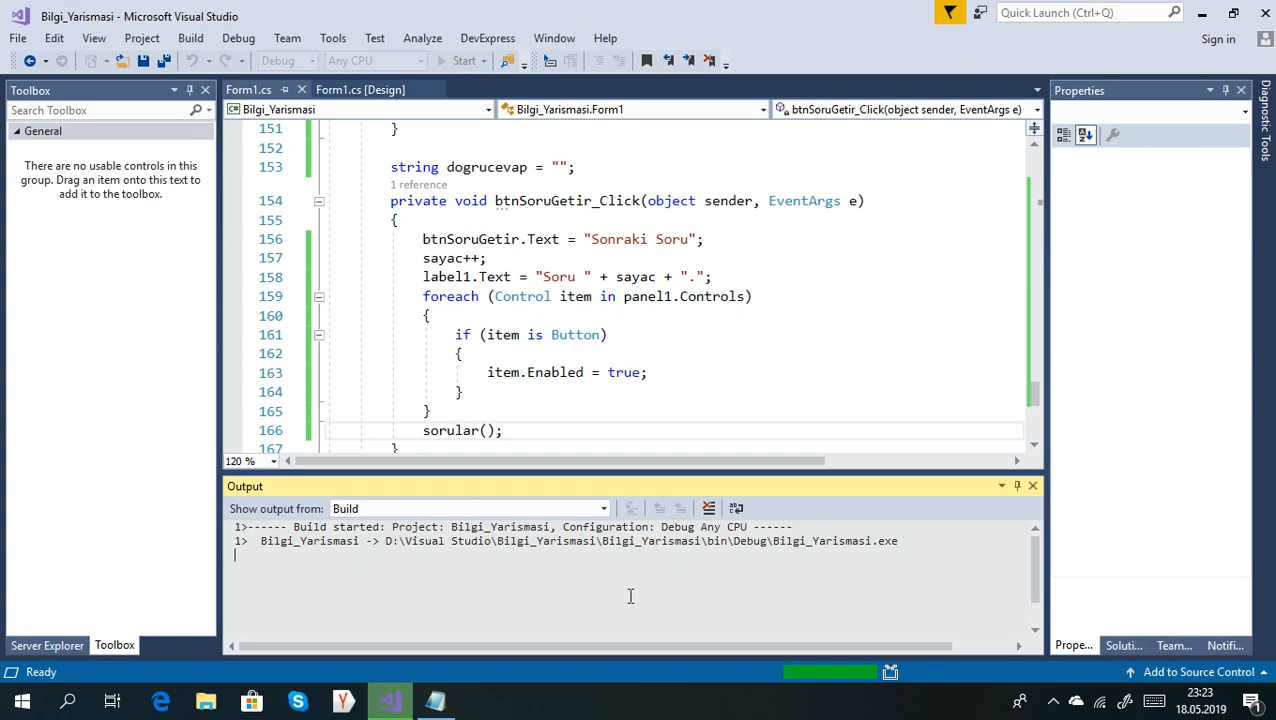 Bilgi_Yarismasi - Microsoft Visual Studio
Quick Launch (Ctrl+Q)
File Edit View Project Build Debug Team Tools Test Analyze DevExpress Window Help
Sign in
Debug Any CPU Start
Toolbox
Search Toolbox
General
There are no usable controls in this
group. Drag an item onto this text to
add it to the toolbox.
Server Explorer Toolbox
Form1.cs Form1.cs [Design]
Bilgi_Yarismasi Bilgi_Yarismasi.Form1 btnSoruGetir_Click(object sender, EventArgs e)
151 }
152
153 string dogrucevap = "";
1 reference
154 private void btnSoruGetir_Click(object sender, EventArgs e)
155 {
156 btnSoruGetir.Text = "Sonraki Soru";
157 sayac++;
158 label1.Text = "Soru " + sayac + ".";
159 foreach (Control item in panel1.Controls)
160 {
161 if (item is Button)
162 {
163 item.Enabled = true;
164 }
165 }
166 sorular();
167 }
120 %
Output
Show output from: Build
1>------ Build started: Project: Bilgi_Yarismasi, Configuration: Debug Any CPU ------
1> Bilgi_Yarismasi -> D:\Visual Studio\Bilgi_Yarismasi\Bilgi_Yarismasi\bin\Debug\Bilgi_Yarismasi.exe
Properties
Prope... Soluti... Team... Notifi...
Diagnostic Tools
Ready
Add to Source Control
23:23
18.05.2019
1